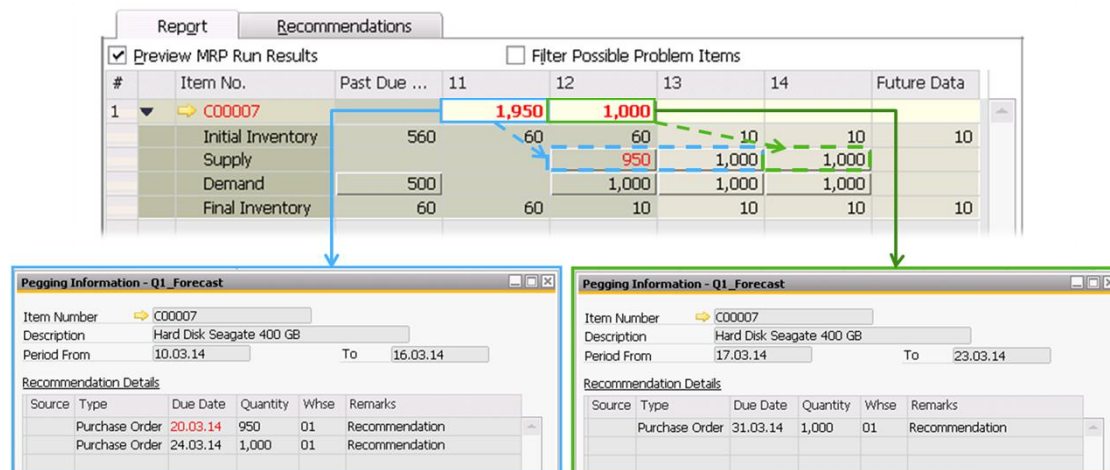 Report Recommendations
Preview MRP Run Results Filter Possible Problem Items
# Item No. Past Due ... 11 12 13 14 Future Data
1 C00007 1,950 1,000
Initial Inventory 560 60 60 10 10 10
Supply 950 1,000 1,000
Demand 500 1,000 1,000 1,000
Final Inventory 60 60 10 10 10 10
Pegging Information - Q1_Forecast
Item Number C00007
Description Hard Disk Seagate 400 GB
Period From 10.03.14 To 16.03.14
Recommendation Details
Source Type Due Date Quantity Whse Remarks
Purchase Order 20.03.14 950 01 Recommendation
Purchase Order 24.03.14 1,000 01 Recommendation
Pegging Information - Q1_Forecast
Item Number C00007
Description Hard Disk Seagate 400 GB
Period From 17.03.14 To 23.03.14
Recommendation Details
Source Type Due Date Quantity Whse Remarks
Purchase Order 31.03.14 1,000 01 Recommendation